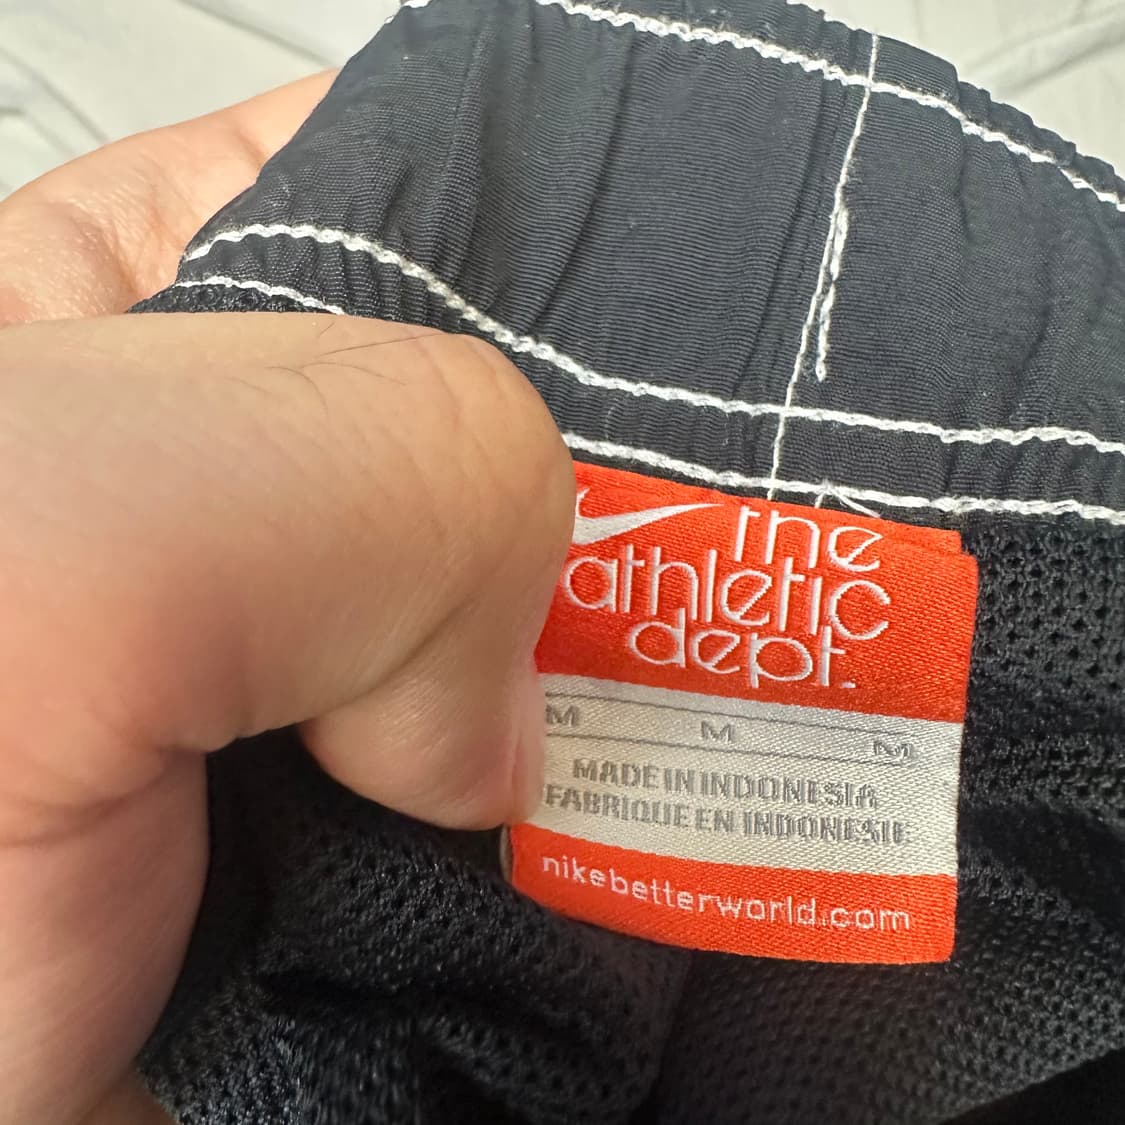 the
athletic
dept.
M M M
MADE IN INDONESIA
FABRIQUE EN INDONESIE
nikebetterworld.com